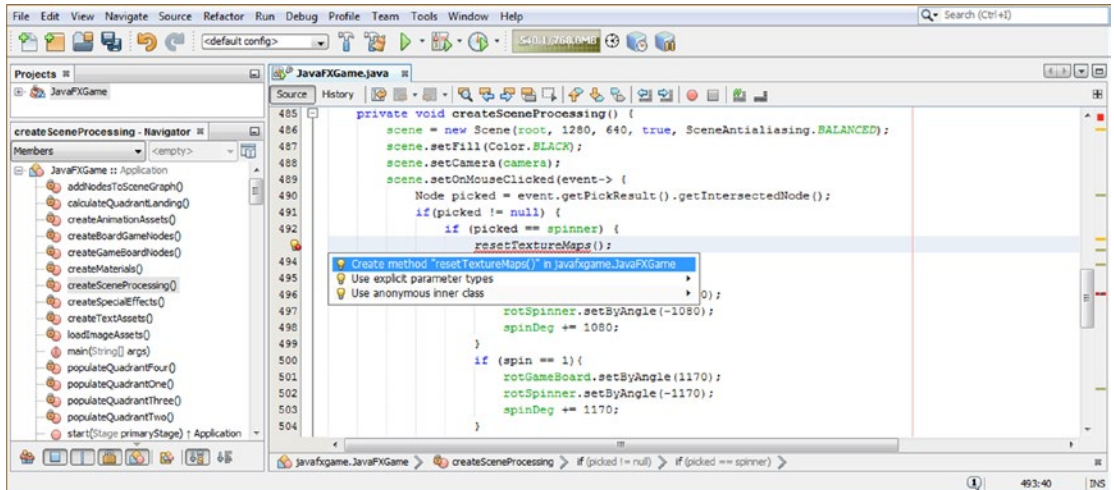 File Edit View Navigate Source Refactor Run Debug Profile Team Tools Window Help
Search (Ctrl+I)
<default config>
540.1/768.0MB
Projects
JavaFXGame
createSceneProcessing - Navigator
Members
<empty>
JavaFXGame :: Application
addNodesToSceneGraph()
calculateQuadrantLanding()
createAnimationAssets()
createBoardGameNodes()
createGameBoardNodes()
createMaterials()
createSceneProcessing()
createSpecialEffects()
createTextAssets()
loadImageAssets()
main(String[] args)
populateQuadrantFour()
populateQuadrantOne()
populateQuadrantThree()
populateQuadrantTwo()
start(Stage primaryStage) ↑ Application
JavaFXGame.java
Source History
485 private void createSceneProcessing() {
486 scene = new Scene(root, 1280, 640, true, SceneAntialiasing.BALANCED);
487 scene.setFill(Color.BLACK);
488 scene.setCamera(camera);
489 scene.setOnMouseClicked(event-> {
490 Node picked = event.getPickResult().getIntersectedNode();
491 if(picked != null) {
492 if (picked == spinner) {
resetTextureMaps();
494 Create method "resetTextureMaps()" in javafxgame.JavaFXGame
495 Use explicit parameter types
496 Use anonymous inner class 0);
497 rotSpinner.setByAngle(-1080);
498 spinDeg += 1080;
499 }
500 if (spin == 1){
501 rotGameBoard.setByAngle(1170);
502 rotSpinner.setByAngle(-1170);
503 spinDeg += 1170;
504 }
javafxgame.JavaFXGame createSceneProcessing if (picked != null) if (picked == spinner)
1 493:40 INS